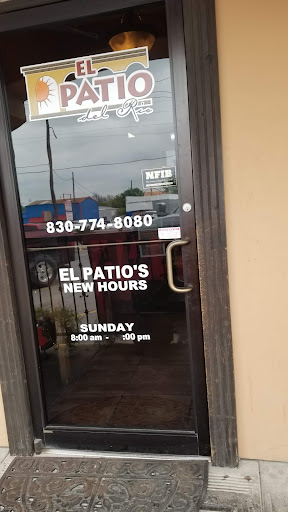 EL
PATIO
del Rio
NFIB
830-774-8080
EL PATIO'S
NEW HOURS
SUNDAY
8:00 am - :00 pm